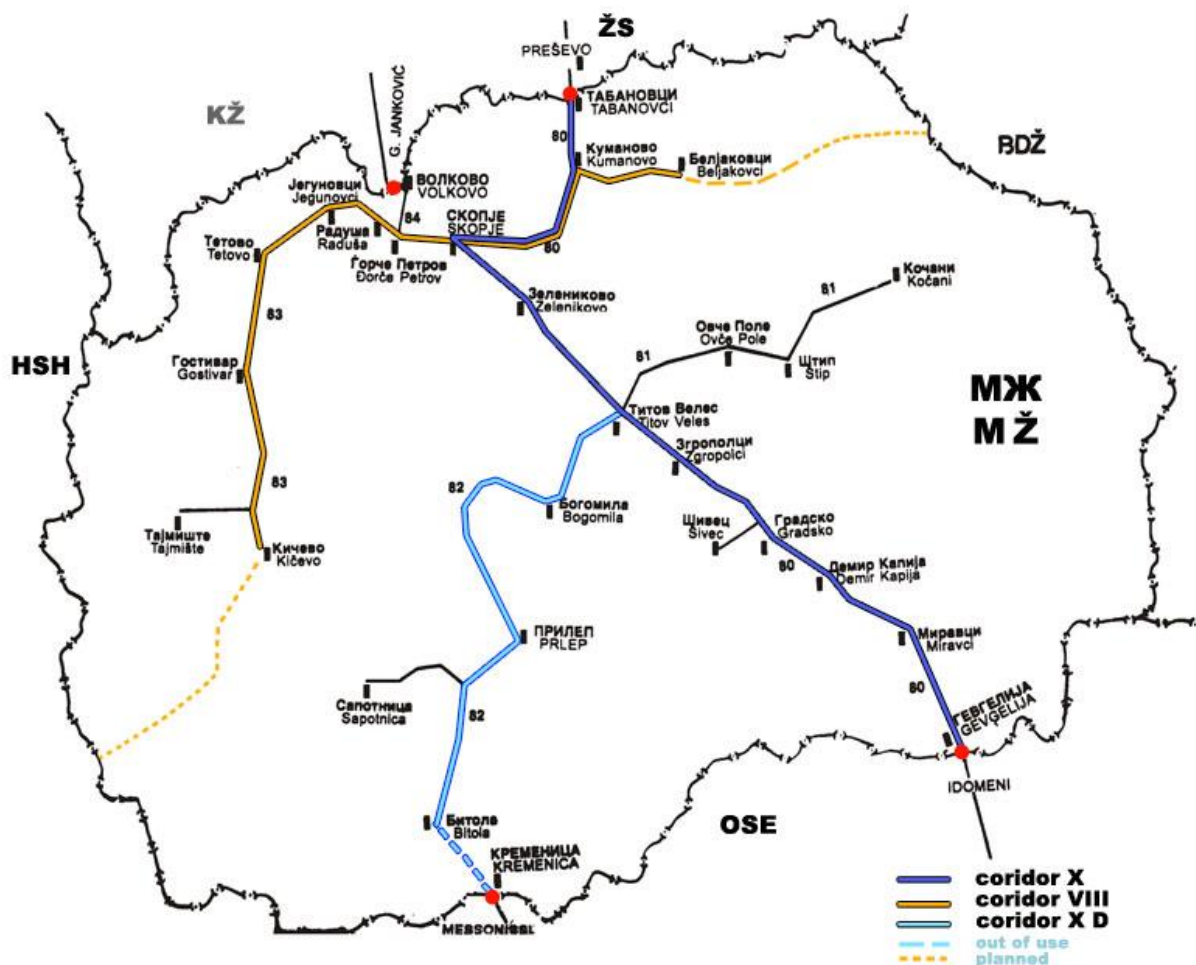 ŽS
PREŠEVO
ТАБАНОВЦИ
TABANOVCI
KŽ
G. JANKOVIĆ
80
Куманово
Kumanovo
Белјаковци
Beljakovci
BDŽ
ВОЛКОВО
VOLKOVO
Јегуновци
Jegunovci
84
СКОПЈЕ
SKOPJE
80
Радуша
Raduša
Тетово
Tetovo
Ѓорче Петров
Đorče Petrov
Кочани
Kočani
81
Зелениково
Zelenikovo
83
Овче Поле
Ovče Pole
81
Штип
Štip
HSH
Гостивар
Gostivar
МЖ
MŽ
Титов Велес
Titov Veles
Згрополци
Zgropolci
83
82
Богомила
Bogomila
Шивец
Šivec
Градско
Gradsko
Тајмиште
Tajmište
Кичево
Kičevo
80
Демир Капија
Demir Kapija
ПРИЛЕП
PRLEP
Миравци
Miravci
80
Сапотница
Sapotnica
82
ГЕВГЕЛИЈА
GEVGELIJA
IDOMENI
Битола
Bitola
OSE
КРЕМЕНИЦА
KREMENICA
coridor X
coridor VIII
coridor X D
out of use
planned